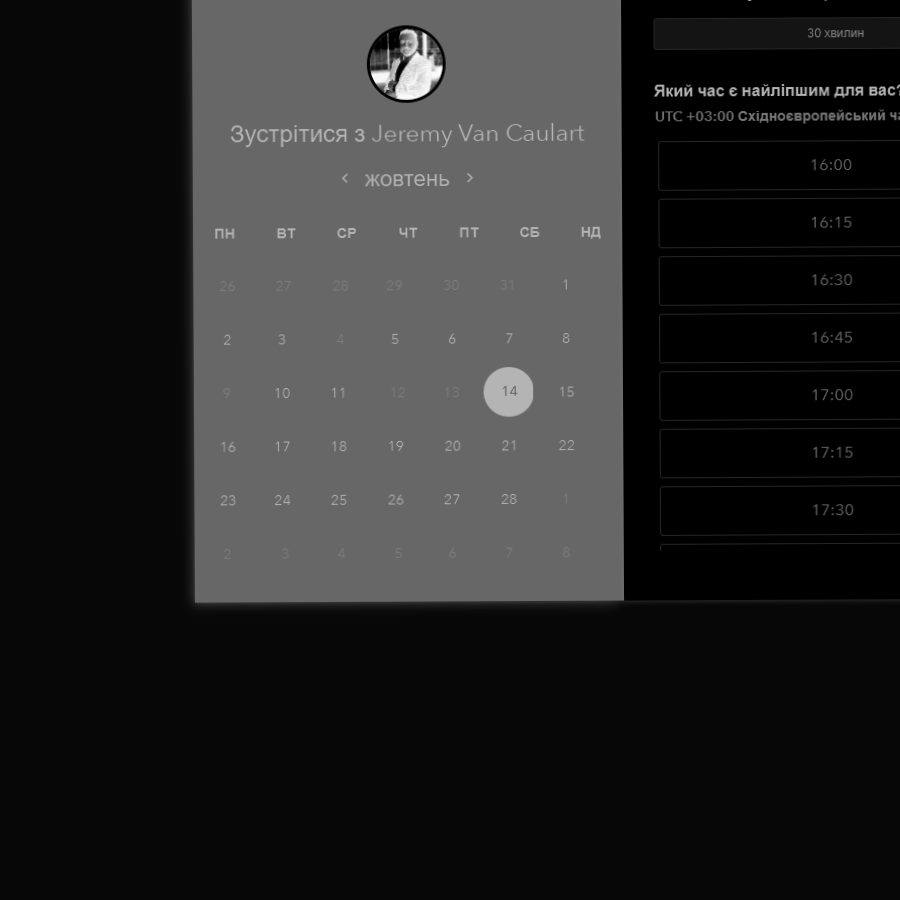 Зустрітися з Jeremy Van Caulart
жовтень
ПН ВТ СР ЧТ ПТ СБ НД
26 27 28 29 30 31 1
2 3 4 5 6 7 8
9 10 11 12 13 14 15
16 17 18 19 20 21 22
23 24 25 26 27 28 1
2 3 4 5 6 7 8
30 хвилин
Який час є найліпшим для вас?
UTC +03:00 Східноєвропейський
16:00
16:15
16:30
16:45
17:00
17:15
17:30